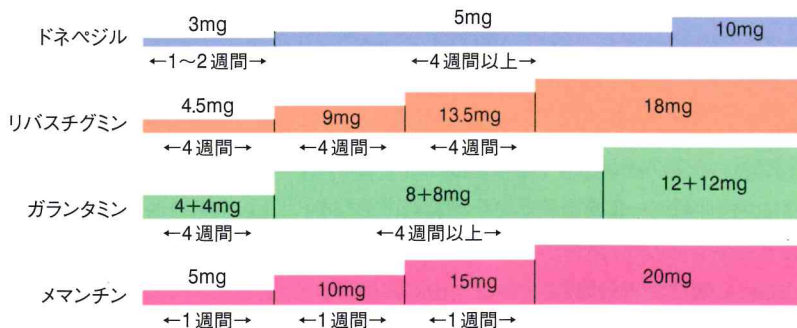 3mg 5mg 10mg
ドネペジル
←1〜2週間→ ←4週間以上→
4.5mg 9mg 13.5mg 18mg
リバスチグミン
←4週間→ ←4週間→ ←4週間→
4+4mg 8+8mg 12+12mg
ガランタミン
←4週間→ ←4週間以上→
5mg 10mg 15mg 20mg
メマンチン
←1週間→ ←1週間→ ←1週間→